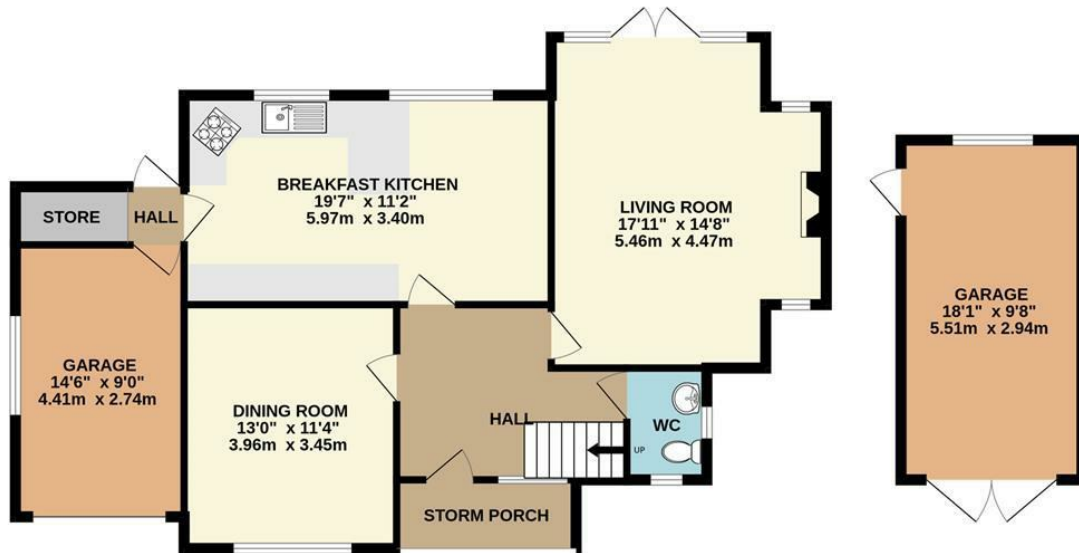 BREAKFAST KITCHEN
19'7" x 11'2"
5.97m x 3.40m
LIVING ROOM
17'11" x 14'8"
5.46m x 4.47m
STORE
HALL
GARAGE
14'6" x 9'0"
4.41m x 2.74m
DINING ROOM
13'0" x 11'4"
3.96m x 3.45m
HALL
UP
WC
STORM PORCH
GARAGE
18'1" x 9'8"
5.51m x 2.94m